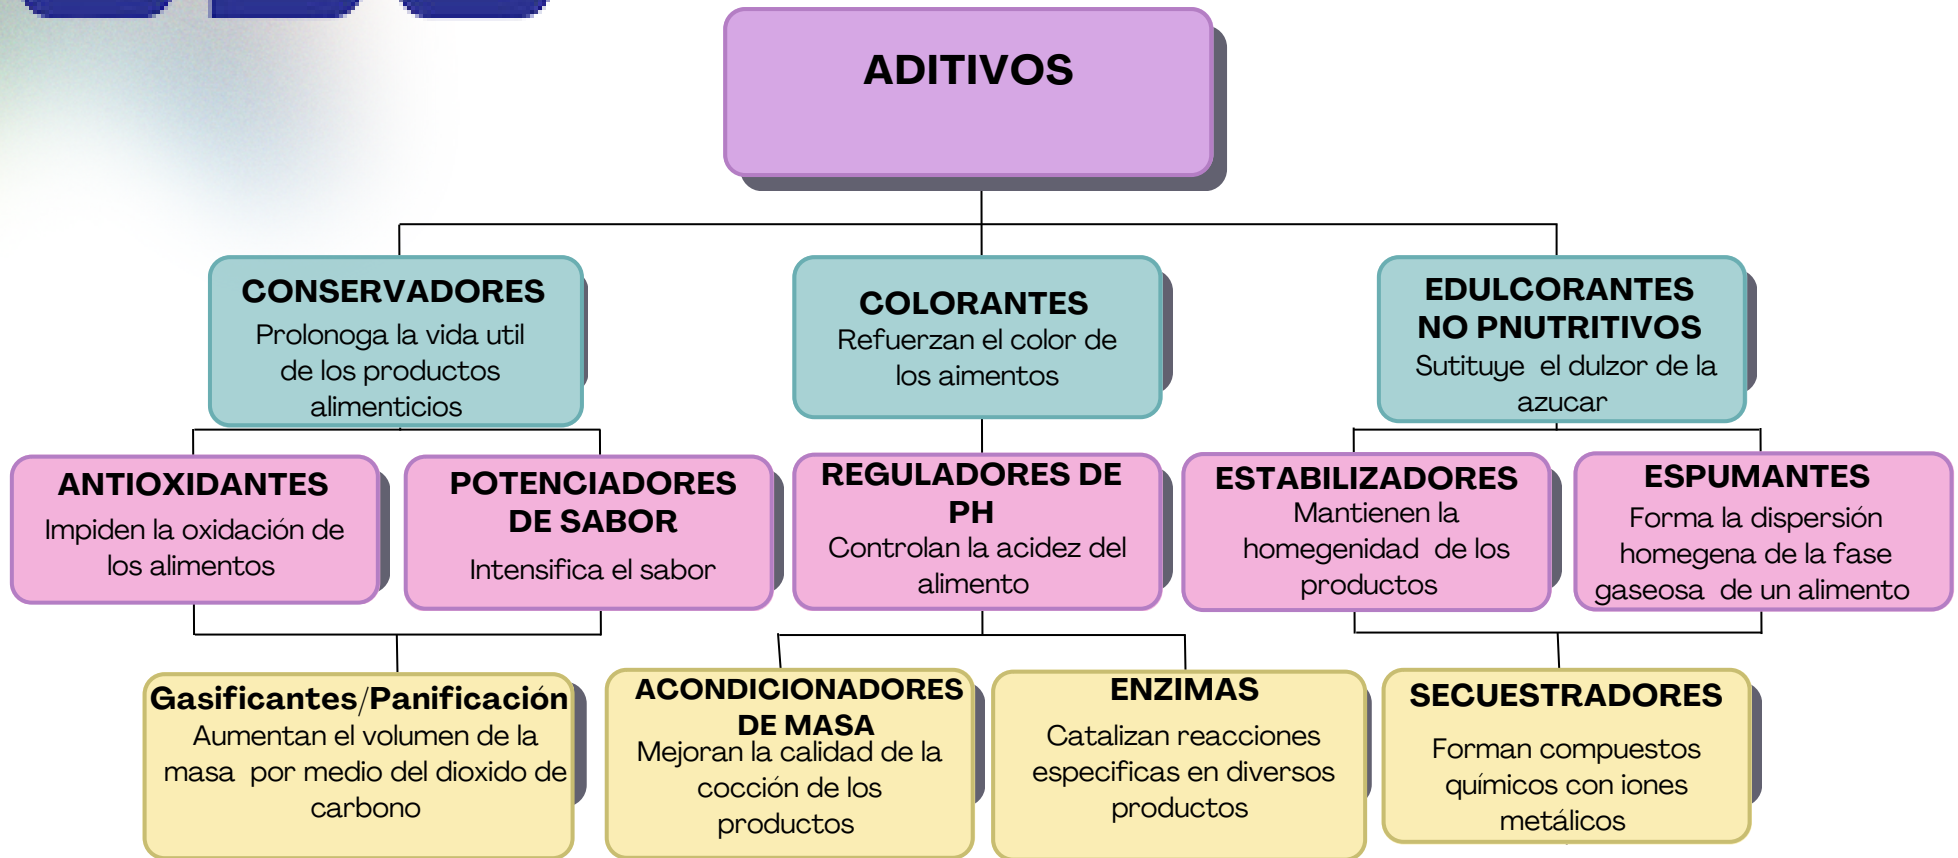 ADITIVOS
CONSERVADORES
Prolonoga la vida util
de los productos
alimenticios
COLORANTES
Refuerzan el color de
los aimentos
EDULCORANTES
NO PNUTRITIVOS
Sutituye el dulzor de la
azucar
ANTIOXIDANTES
Impiden la oxidación de
los alimentos
POTENCIADORES
DE SABOR
Intensifica el sabor
REGULADORES DE
PH
Controlan la acidez del
alimento
ESTABILIZADORES
Mantienen la
homegenidad de los
productos
ESPUMANTES
Forma la dispersión
homegena de la fase
gaseosa de un alimento
Gasificantes/Panificación
Aumentan el volumen de la
masa por medio del dioxido de
carbono
ACONDICIONADORES
DE MASA
Mejoran la calidad de la
cocción de los
productos
ENZIMAS
Catalizan reacciones
especificas en diversos
productos
SECUESTRADORES
Forman compuestos
químicos con iones
metálicos